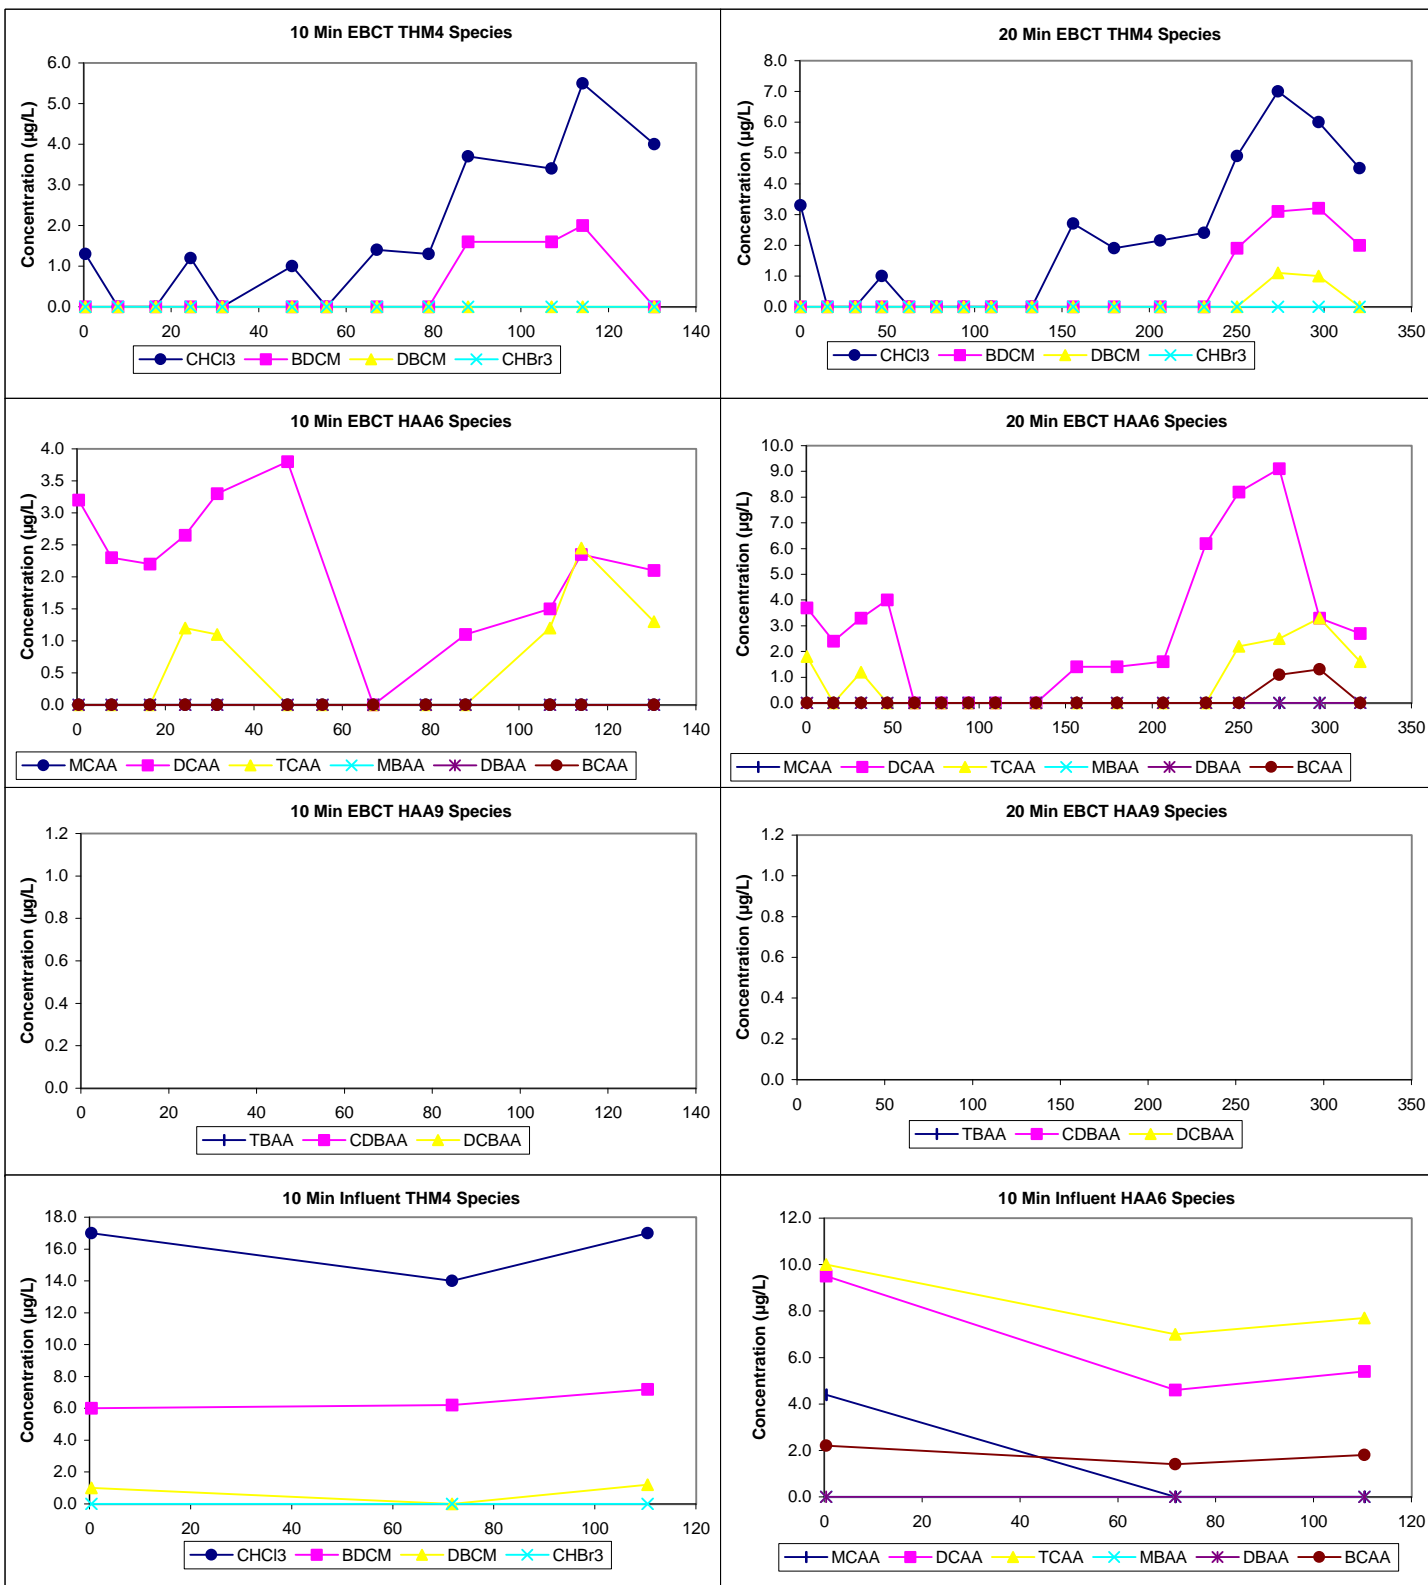 10 Min EBCT THM4 Species
Concentration (µg/L)
6.0
5.0
4.0
3.0
2.0
1.0
0.0
0 20 40 60 80 100 120 140
CHCl3 BDCM DBCM CHBr3
20 Min EBCT THM4 Species
Concentration (µg/L)
8.0
7.0
6.0
5.0
4.0
3.0
2.0
1.0
0.0
0 50 100 150 200 250 300 350
CHCl3 BDCM DBCM CHBr3
10 Min EBCT HAA6 Species
Concentration (µg/L)
4.0
3.5
3.0
2.5
2.0
1.5
1.0
0.5
0.0
0 20 40 60 80 100 120 140
MCAA DCAA TCAA MBAA DBAA BCAA
20 Min EBCT HAA6 Species
Concentration (µg/L)
10.0
9.0
8.0
7.0
6.0
5.0
4.0
3.0
2.0
1.0
0.0
0 50 100 150 200 250 300 350
MCAA DCAA TCAA MBAA DBAA BCAA
10 Min EBCT HAA9 Species
Concentration (µg/L)
1.2
1.0
0.8
0.6
0.4
0.2
0.0
0 20 40 60 80 100 120 140
TBAA CDBAA DCBAA
20 Min EBCT HAA9 Species
Concentration (µg/L)
1.2
1.0
0.8
0.6
0.4
0.2
0.0
0 50 100 150 200 250 300 350
TBAA CDBAA DCBAA
10 Min Influent THM4 Species
Concentration (µg/L)
18.0
16.0
14.0
12.0
10.0
8.0
6.0
4.0
2.0
0.0
0 20 40 60 80 100 120
CHCl3 BDCM DBCM CHBr3
10 Min Influent HAA6 Species
Concentration (µg/L)
12.0
10.0
8.0
6.0
4.0
2.0
0.0
0 20 40 60 80 100 120
MCAA DCAA TCAA MBAA DBAA BCAA